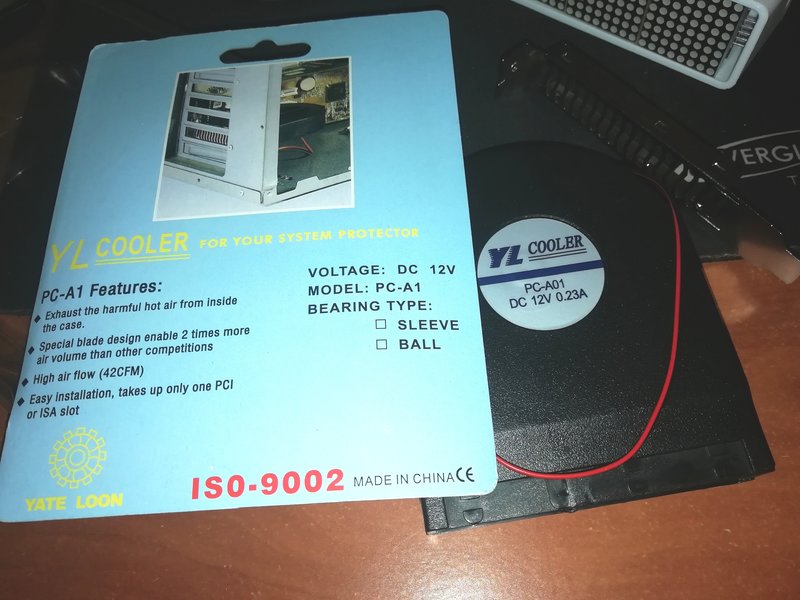 YL COOLER FOR YOUR SYSTEM PROTECTOR
PC-A1 Features:
Exhaust the harmful hot air from inside
the case.
Special blade design enable 2 times more
air volume than other competitions
High air flow (42CFM)
Easy installation, takes up only one PCI
or ISA slot
VOLTAGE: DC 12V
MODEL: PC-A1
BEARING TYPE:
☐ SLEEVE
☐ BALL
YATE LOON
ISO-9002 MADE IN CHINA CE
YL COOLER
PC-A01
DC 12V 0.23A